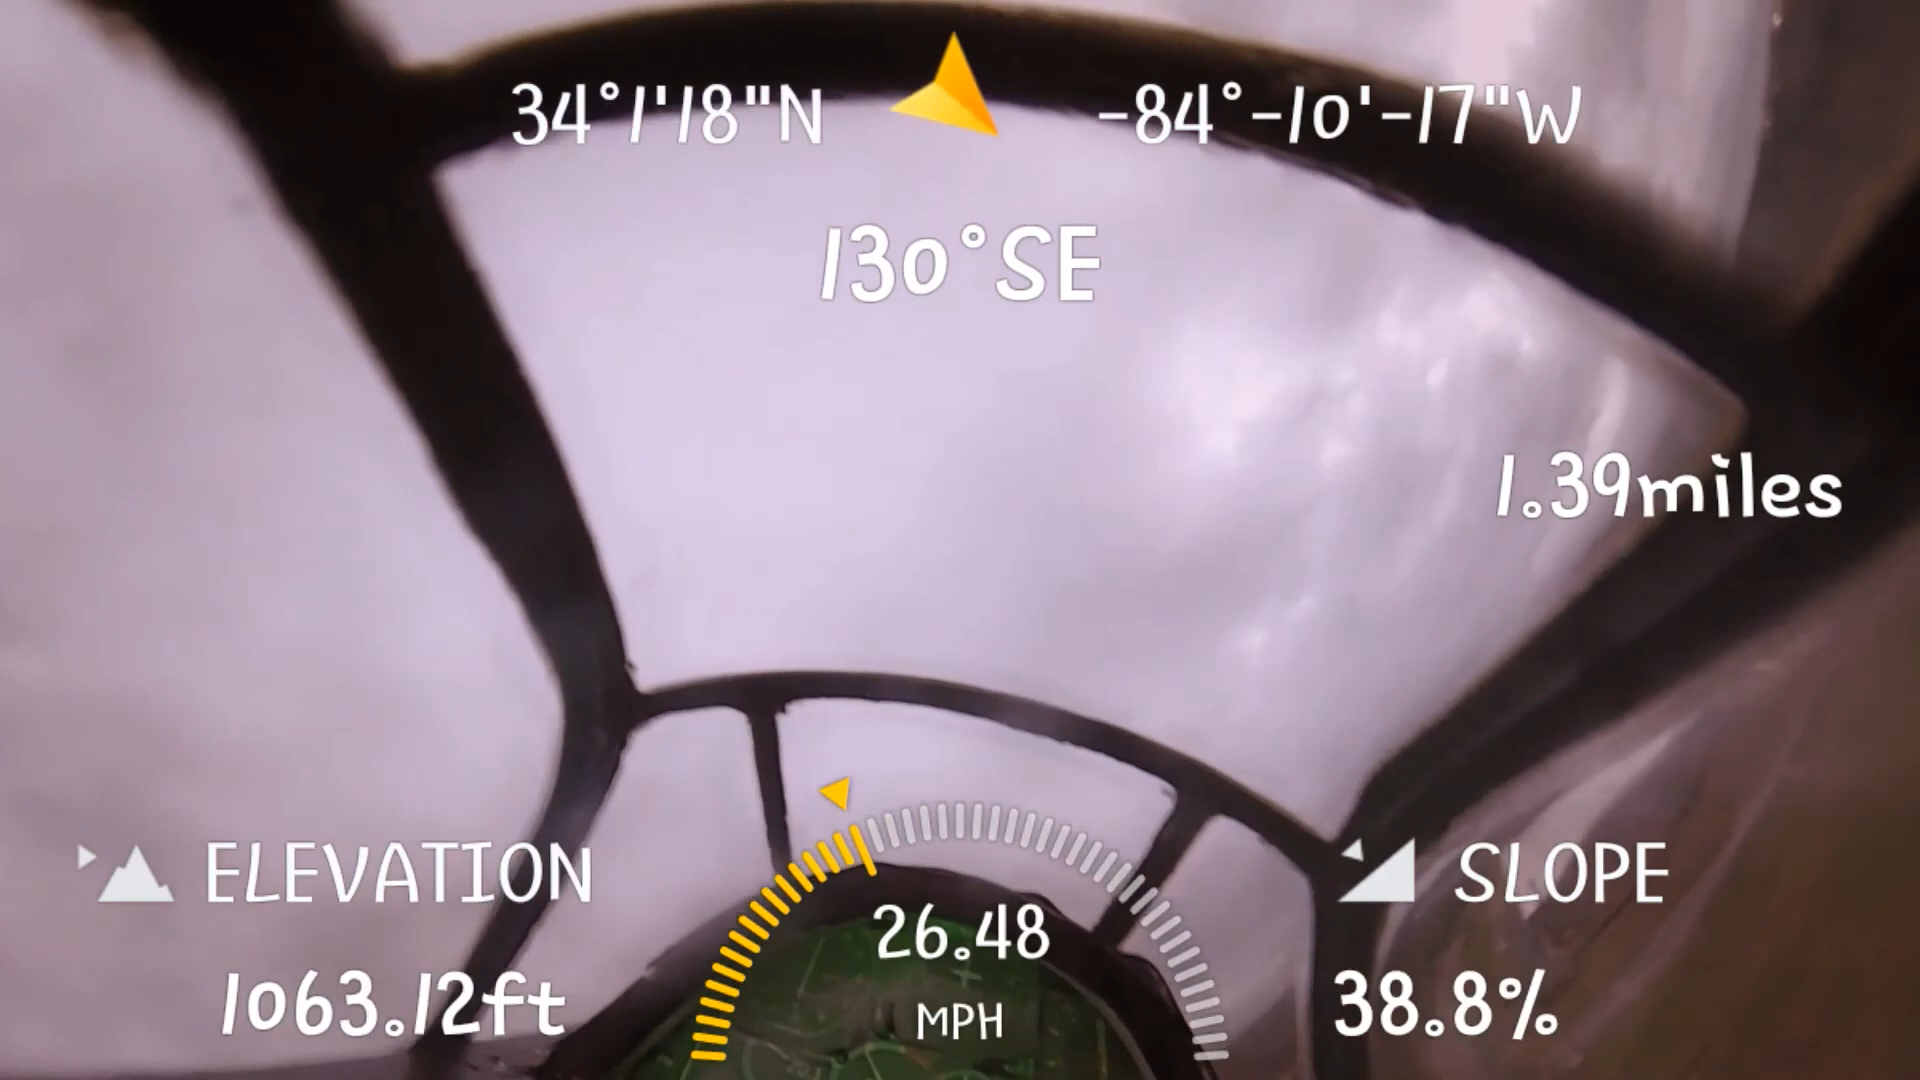 34°1'18"N -84°-10'-17"W
130°SE
1.39miles
ELEVATION
1063.12ft
26.48
MPH
SLOPE
38.8%